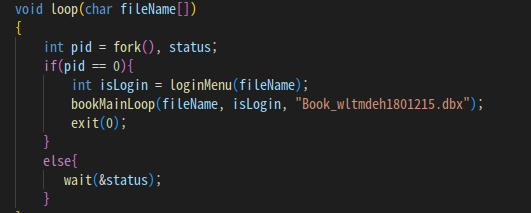 void loop(char fileName[])
{
    int pid = fork(), status;
    if(pid == 0){
        int isLogin = loginMenu(fileName);
        bookMainLoop(fileName, isLogin, "Book_wltmdeh1801215.dbx");
        exit(0);
    }
    else{
       wait(&status);
    }